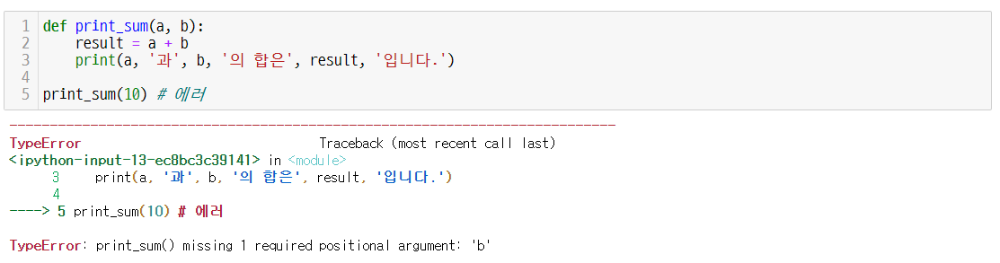 1 def print_sum(a, b):
2     result = a + b
3     print(a, '과', b, '의 합은', result, '입니다.')
4
5 print_sum(10) # 에러
---------------------------------------------------------------------------
TypeError                                 Traceback (most recent call last)
<ipython-input-13-ec8bc3c39141> in <module>
      3     print(a, '과', b, '의 합은', result, '입니다.')
      4
----> 5 print_sum(10) # 에러
TypeError: print_sum() missing 1 required positional argument: 'b'